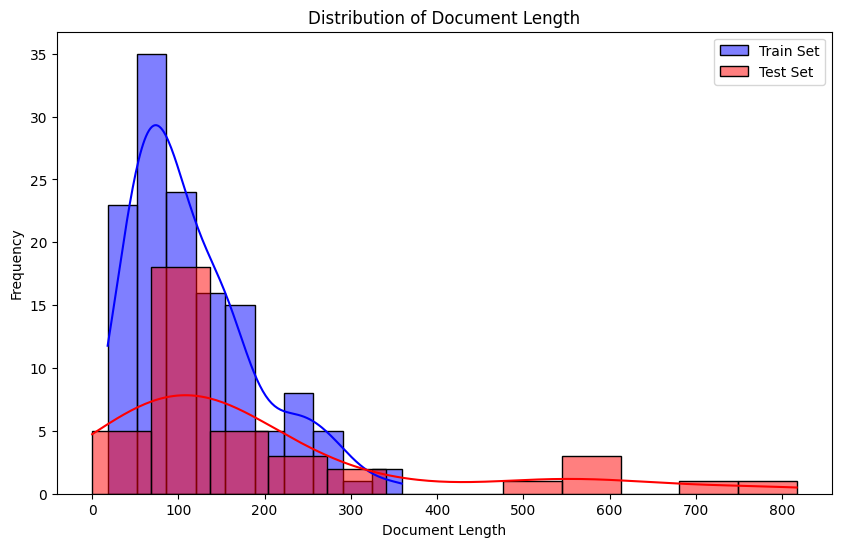 Distribution of Document Length
Train Set
Test Set
Frequency
35
30
25
20
15
10
5
0
0 100 200 300 400 500 600 700 800
Document Length